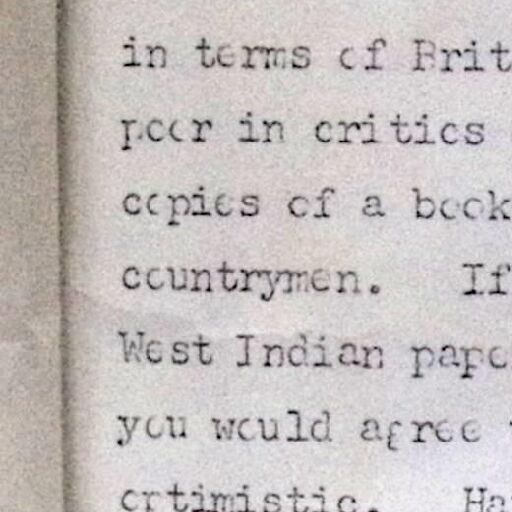 in terms of Brit
poor in critics
copies of a book
countrymen. If
West Indian pape
you would agree
optimistic. Ha